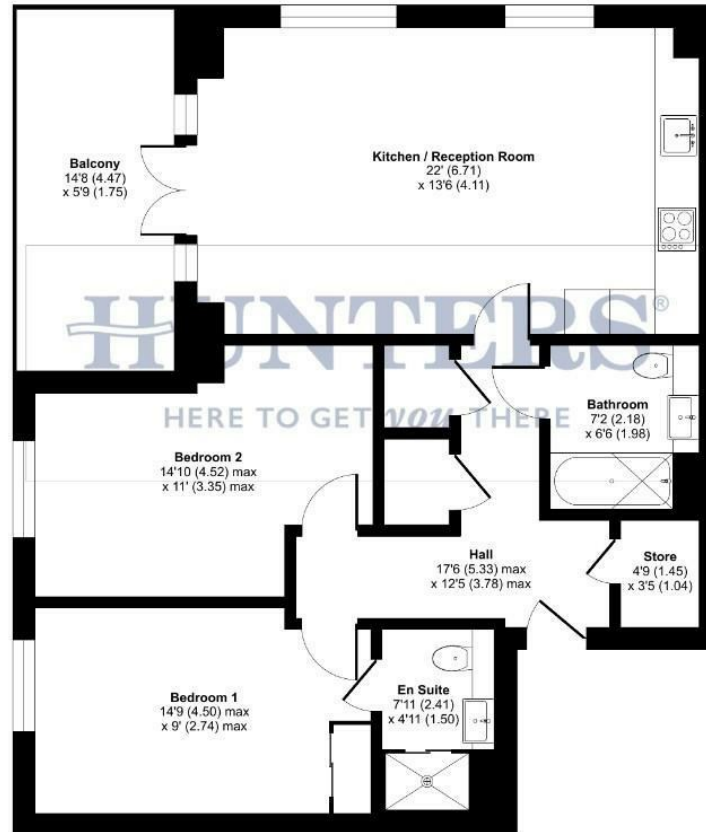 Balcony
14'8 (4.47)
x 5'9 (1.75)
Kitchen / Reception Room
22' (6.71)
x 13'6 (4.11)
HUNTERS®
HERE TO GET you THERE
Bathroom
7'2 (2.18)
x 6'6 (1.98)
Bedroom 2
14'10 (4.52) max
x 11' (3.35) max
Hall
17'6 (5.33) max
x 12'5 (3.78) max
Store
4'9 (1.45)
x 3'5 (1.04)
Bedroom 1
14'9 (4.50) max
x 9' (2.74) max
En Suite
7'11 (2.41)
x 4'11 (1.50)